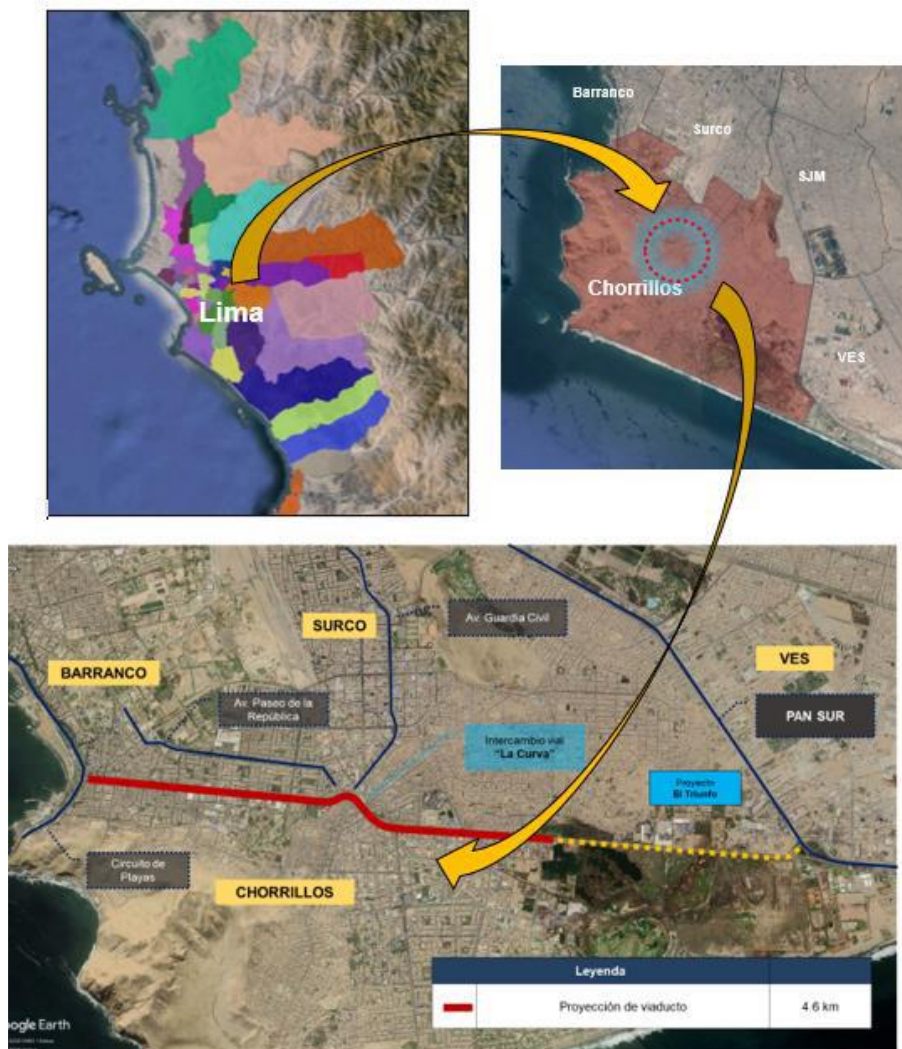 Lima
Barranco
Surco
SJM
Chorrillos
VES
SURCO
Av. Guardia Civil
BARRANCO
VES
Av. Paseo de la
República
PAN SUR
Intercambio vial
"La Curva"
Proyecto
El Triunfo
Circuito de
Playas
CHORRILLOS
Leyenda
Proyección de viaducto
4.6 km
oogle Earth